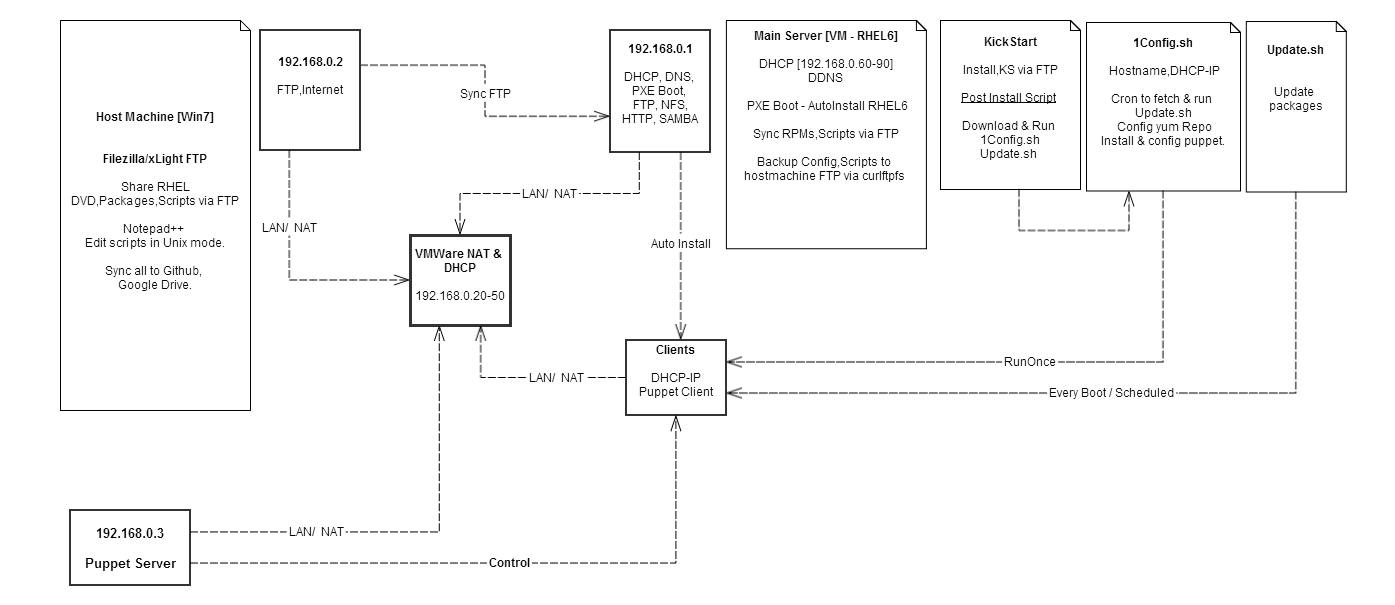 Host Machine [Win7]
Filezilla/xLight FTP
Share RHEL
DVD,Packages,Scripts via FTP
Notepad++
Edit scripts in Unix mode.
Sync all to Github,
Google Drive.
192.168.0.2
FTP,Internet
Sync FTP
192.168.0.1
DHCP, DNS,
PXE Boot,
FTP, NFS,
HTTP, SAMBA
Main Server [VM - RHEL6]
DHCP [192.168.0.60-90]
DDNS
PXE Boot - AutoInstall RHEL6
Sync RPMs,Scripts via FTP
Backup Config,Scripts to
hostmachine FTP via curlftpfs
KickStart
Install,KS via FTP
Post Install Script
Download & Run
1Config.sh
Update.sh
1Config.sh
Hostname,DHCP-IP
Cron to fetch & run
Update.sh
Config yum Repo
Install & config puppet.
Update.sh
Update
packages
LAN/ NAT
LAN/ NAT
Auto Install
VMWare NAT &
DHCP
192.168.0.20-50
Clients
DHCP-IP
Puppet Client
LAN/ NAT
RunOnce
Every Boot / Scheduled
192.168.0.3
Puppet Server
LAN/ NAT
Control